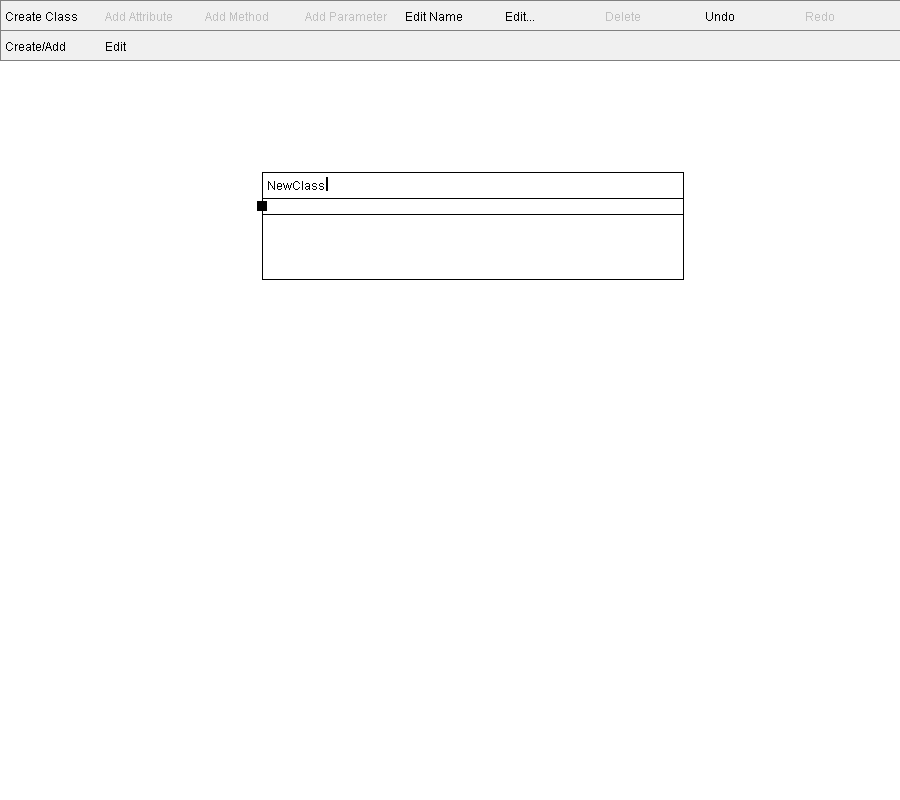 Create Class Add Attribute Add Method Add Parameter Edit Name Edit... Delete Undo Redo
Create/Add Edit
NewClass